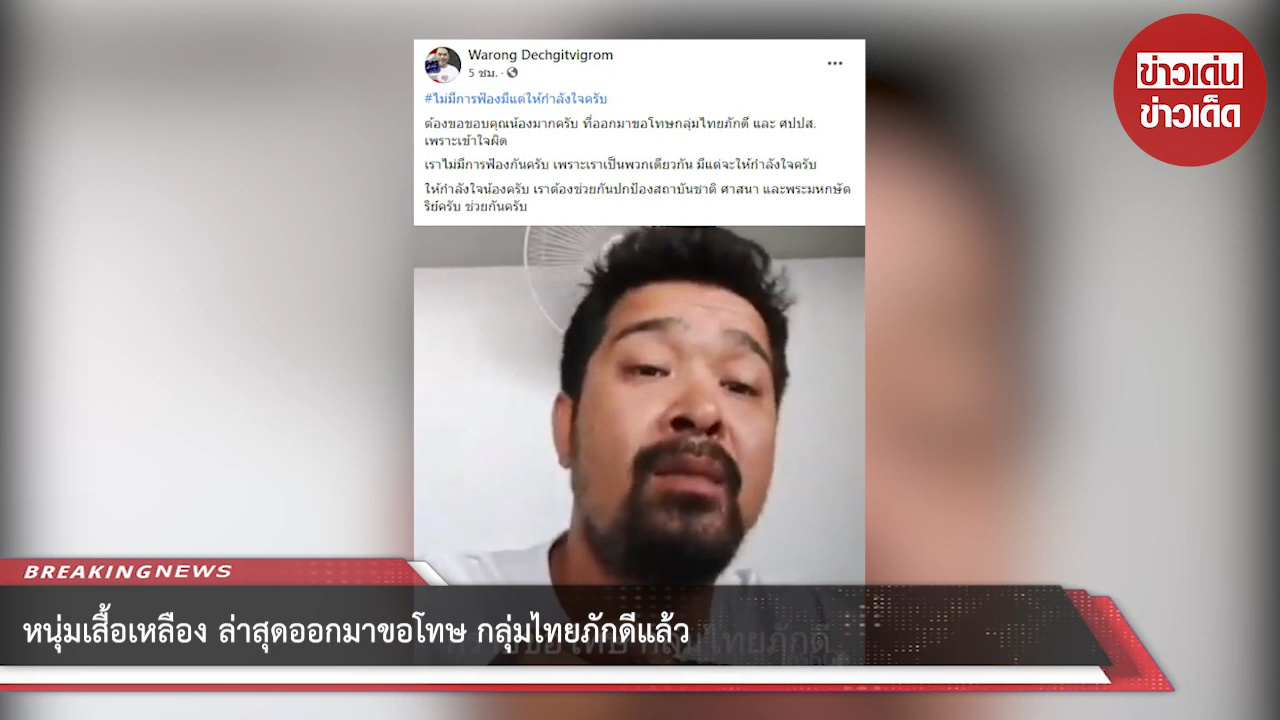 Warong Dechgitvigrom
5 ชม.
#ไม่มีการฟ้องมีแต่ให้กำลังใจครับ
ต้องขอขอบคุณน้องมากครับ ที่ออกมาขอโทษกลุ่มไทยภักดี และ ศปปส.
เพราะเข้าใจผิด
เราไม่มีการฟ้องกันครับ เพราะเราเป็นพวกเดียวกัน มีแต่จะให้กำลังใจครับ
ให้กำลังใจน้องครับ เราต้องช่วยกันปกป้องสถาบันชาติ ศาสนา และพระมหกษัต
ริย์ครับ ช่วยกันครับ
ข่าวเด่น
ข่าวเด็ด
BREAKING NEWS
หนุ่มเสื้อเหลือง ล่าสุดออกมาขอโทษ กลุ่มไทยภักดีแล้ว